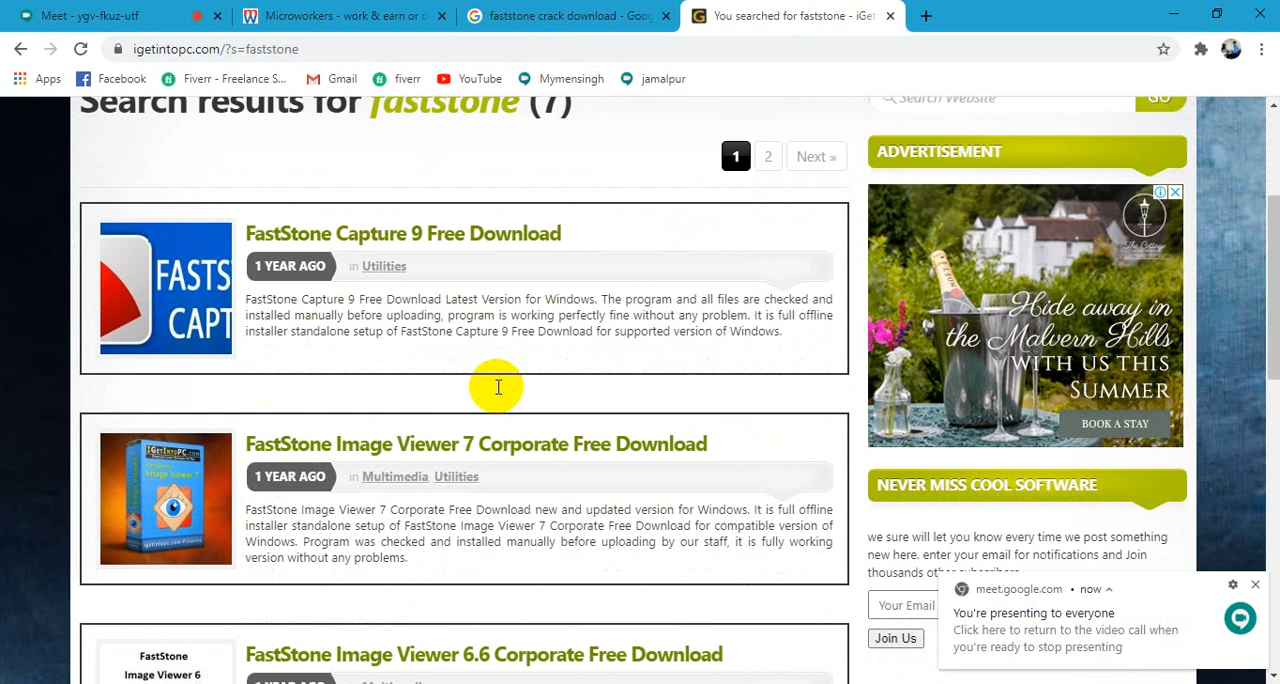 Meet - ygv-fkuz-utf
Microworkers - work & earn or o
faststone crack download - Goog
You searched for faststone - iGet
igetintopc.com/?s=faststone
Apps
Facebook
Fiverr - Freelance S...
Gmail
fiverr
YouTube
Mymensingh
jamalpur
Search results for faststone (7)
Search Website
GO
1
2
Next »
ADVERTISEMENT
FASTS
CAPT
FastStone Capture 9 Free Download
1 YEAR AGO
in Utilities
FastStone Capture 9 Free Download Latest Version for Windows. The program and all files are checked and
installed manually before uploading, program is working perfectly fine without any problem. It is full offline
installer standalone setup of FastStone Capture 9 Free Download for supported version of Windows.
The Cottage
Hide away in
the Malvern Hills
WITH US THIS
SUMMER
BOOK A STAY
IGETINTOPC.COM
Image Viewer 7
FastStone Image Viewer 7 Corporate Free Download
1 YEAR AGO
in Multimedia, Utilities
FastStone Image Viewer 7 Corporate Free Download new and updated version for Windows. It is full offline
installer standalone setup of FastStone Image Viewer 7 Corporate Free Download for compatible version of
Windows. Program was checked and installed manually before uploading by our staff, it is fully working
version without any problems.
NEVER MISS COOL SOFTWARE
we sure will let you know every time we post something
new here. enter your email for notifications and Join
thousands other subscribers
Your Email
Join Us
meet.google.com • now
You're presenting to everyone
Click here to return to the video call when
you're ready to stop presenting
FastStone
Image Viewer 6
FastStone Image Viewer 6.6 Corporate Free Download